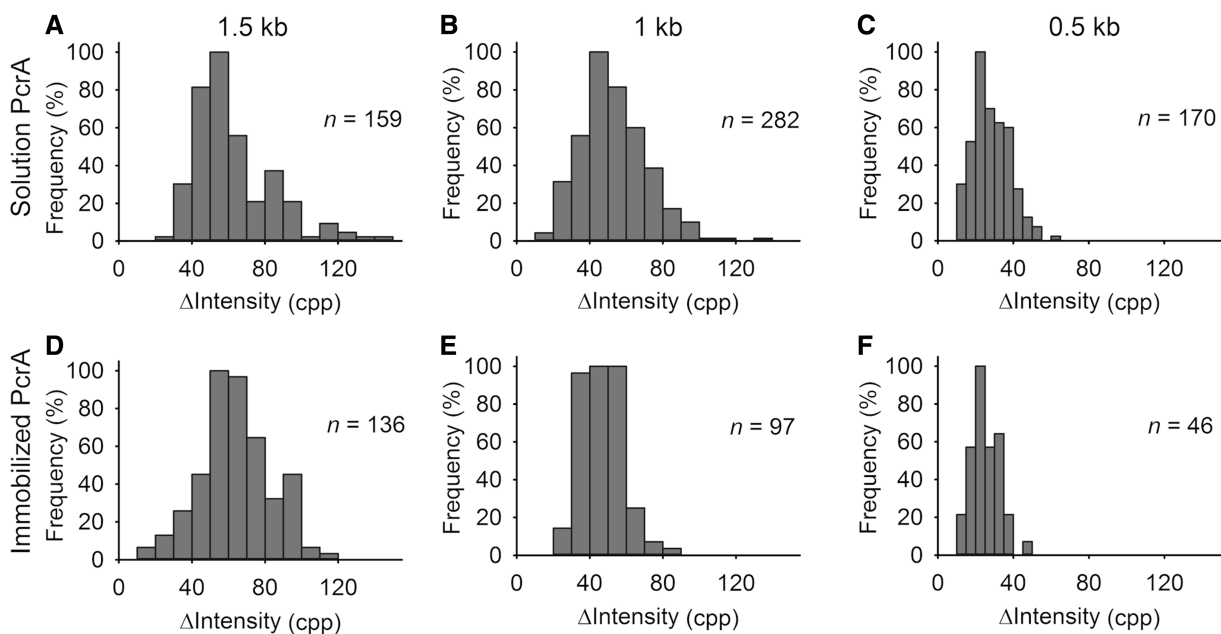 A
1.5 kb
Solution PcrA
Frequency (%)
100
80
60
40
20
0
n = 159
0
40
80
120
ΔIntensity (cpp)
B
1 kb
Frequency (%)
100
80
60
40
20
0
n = 282
0
40
80
120
ΔIntensity (cpp)
C
0.5 kb
Frequency (%)
100
80
60
40
20
0
n = 170
0
40
80
120
ΔIntensity (cpp)
D
Immobilized PcrA
Frequency (%)
100
80
60
40
20
0
n = 136
0
40
80
120
ΔIntensity (cpp)
E
Frequency (%)
100
80
60
40
20
0
n = 97
0
40
80
120
ΔIntensity (cpp)
F
Frequency (%)
100
80
60
40
20
0
n = 46
0
40
80
120
ΔIntensity (cpp)